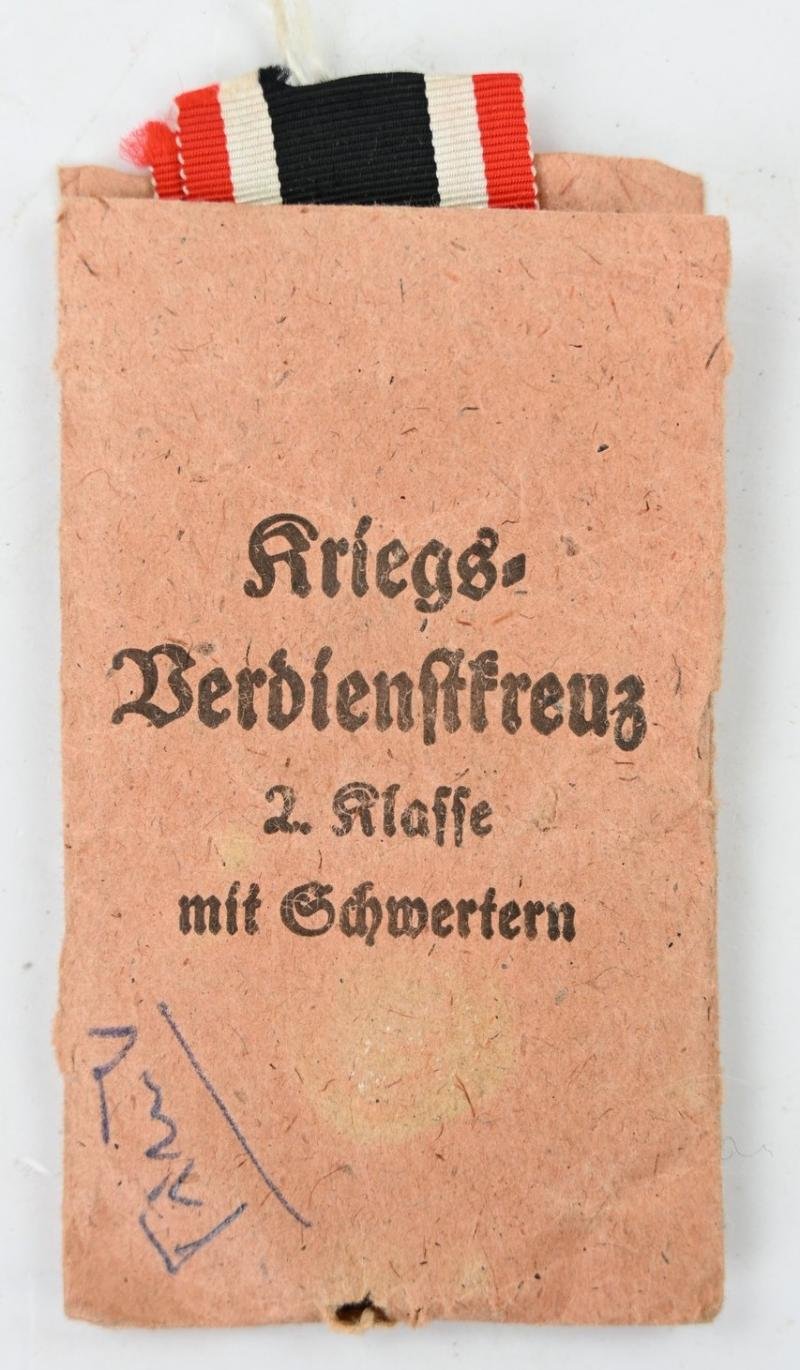 Kriegs-
Verdienstkreuz
2. Klasse
mit Schwertern